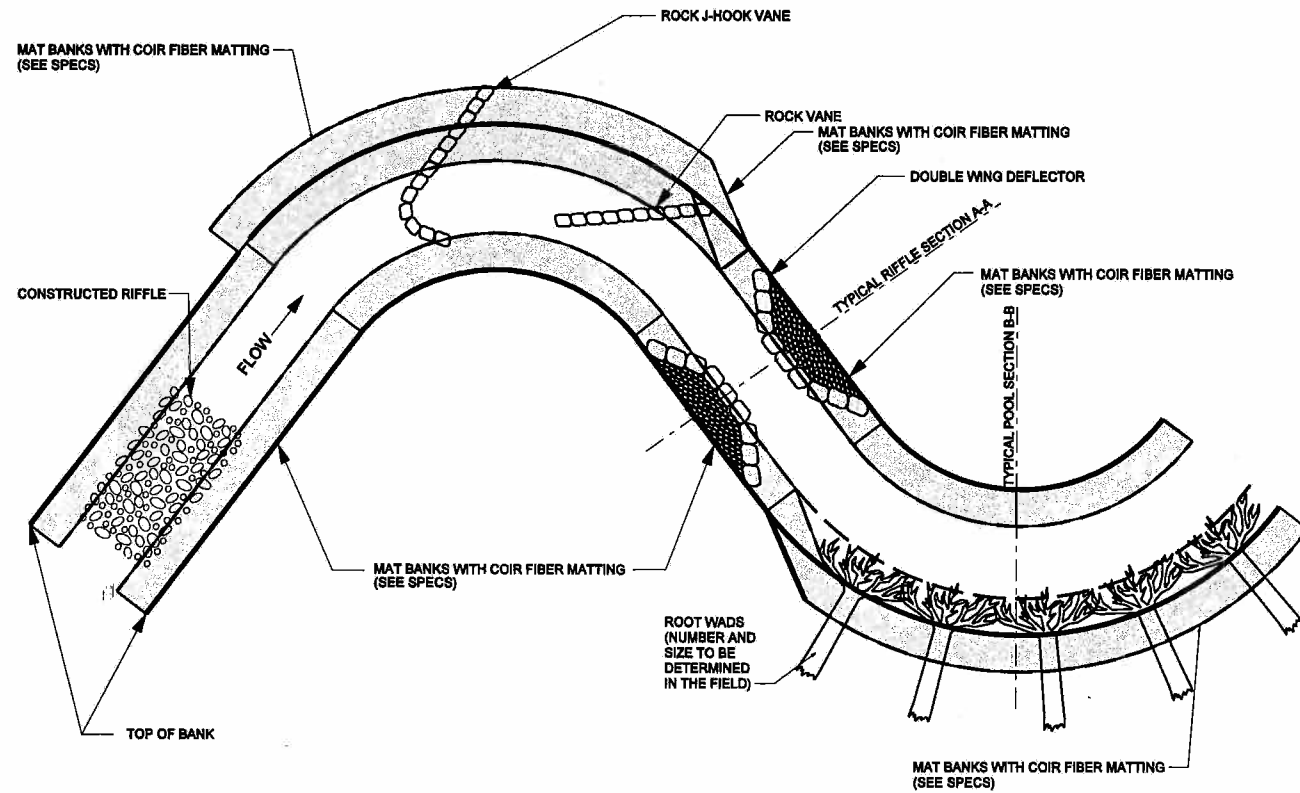 ROCK J-HOOK VANE
MAT BANKS WITH COIR FIBER MATTING
(SEE SPECS)
ROCK VANE
MAT BANKS WITH COIR FIBER MATTING
(SEE SPECS)
DOUBLE WING DEFLECTOR
TYPICAL RIFFLE SECTION A-A
MAT BANKS WITH COIR FIBER MATTING
(SEE SPECS)
CONSTRUCTED RIFFLE
FLOW
TYPICAL POOL SECTION B-B
MAT BANKS WITH COIR FIBER MATTING
(SEE SPECS)
ROOT WADS
(NUMBER AND
SIZE TO BE
DETERMINED
IN THE FIELD)
TOP OF BANK
MAT BANKS WITH COIR FIBER MATTING
(SEE SPECS)